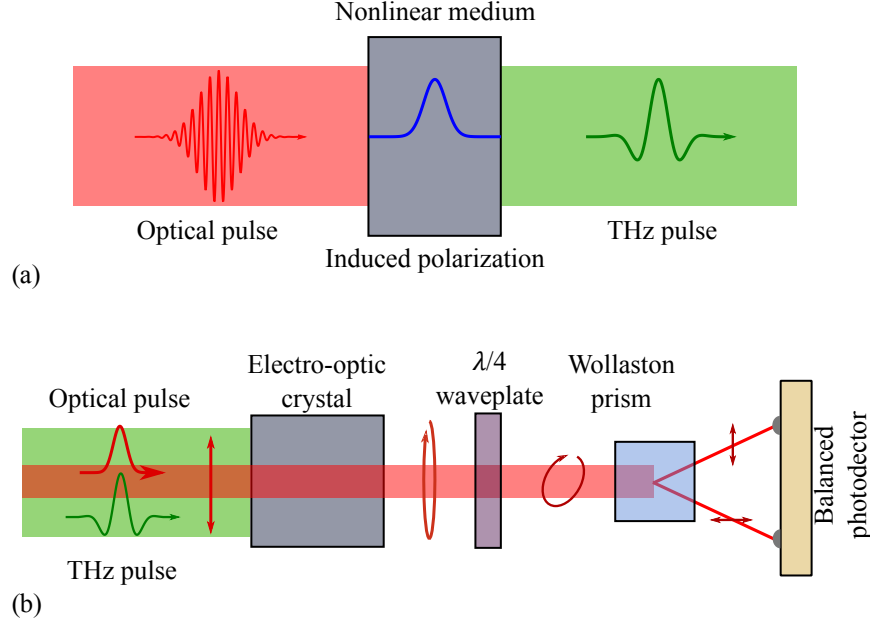 Nonlinear medium
Optical pulse
THz pulse
Induced polarization
(a)
Electro-optic
crystal
λ/4
waveplate
Wollaston
prism
Optical pulse
THz pulse
Balanced
photodector
(b)